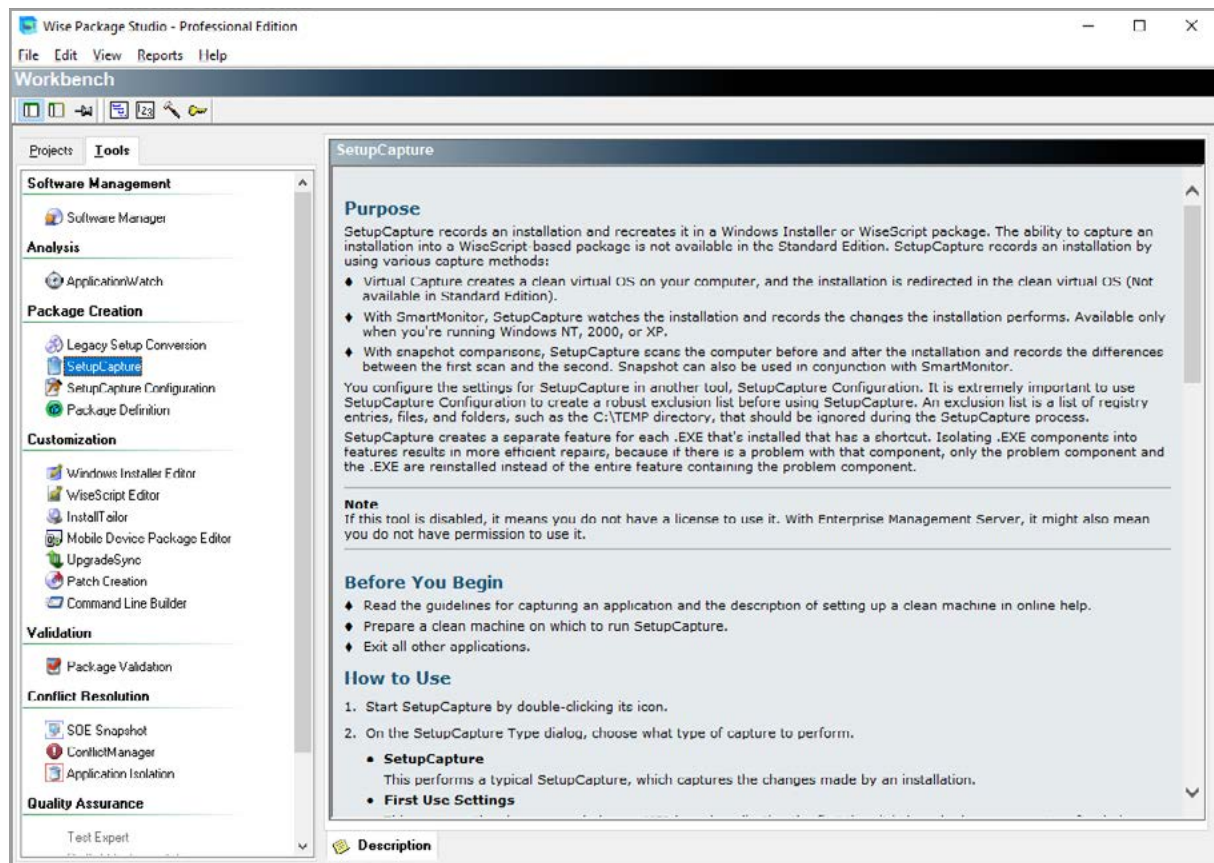 Wise Package Studio - Professional Edition
File Edit View Reports Help
Workbench
Projects Tools
Software Management
Software Manager
Analysis
ApplicationWatch
Package Creation
Legacy Setup Conversion
SetupCapture
SetupCapture Configuration
Package Definition
Customization
Windows Installer Editor
WiseScript Editor
InstallTailor
Mobile Device Package Editor
UpgradeSync
Patch Creation
Command Line Builder
Validation
Package Validation
Conflict Resolution
SOE Snapshot
ConflictManager
Application Isolation
Quality Assurance
Test Expert
SetupCapture
Purpose
SetupCapture records an installation and recreates it in a Windows Installer or WiseScript package. The ability to capture an
installation into a WiseScript-based package is not available in the Standard Edition. SetupCapture records an installation by
using various capture methods:
♦ Virtual Capture creates a clean virtual OS on your computer, and the installation is redirected in the clean virtual OS (Not
available in Standard Edition).
♦ With SmartMonitor, SetupCapture watches the installation and records the changes the installation performs. Available only
when you're running Windows NT, 2000, or XP.
♦ With snapshot comparisons, SetupCapture scans the computer before and after the installation and records the differences
between the first scan and the second. Snapshot can also be used in conjunction with SmartMonitor.
You configure the settings for SetupCapture in another tool, SetupCapture Configuration. It is extremely important to use
SetupCapture Configuration to create a robust exclusion list before using SetupCapture. An exclusion list is a list of registry
entries, files, and folders, such as the C:\TEMP directory, that should be ignored during the SetupCapture process.
SetupCapture creates a separate feature for each .EXE that's installed that has a shortcut. Isolating .EXE components into
features results in more efficient repairs, because if there is a problem with that component, only the problem component and
the .EXE are reinstalled instead of the entire feature containing the problem component.
Note
If this tool is disabled, it means you do not have a license to use it. With Enterprise Management Server, it might also mean
you do not have permission to use it.
Before You Begin
♦ Read the guidelines for capturing an application and the description of setting up a clean machine in online help.
♦ Prepare a clean machine on which to run SetupCapture.
♦ Exit all other applications.
How to Use
1. Start SetupCapture by double-clicking its icon.
2. On the SetupCapture Type dialog, choose what type of capture to perform.
• SetupCapture
This performs a typical SetupCapture, which captures the changes made by an installation.
• First Use Settings
Description